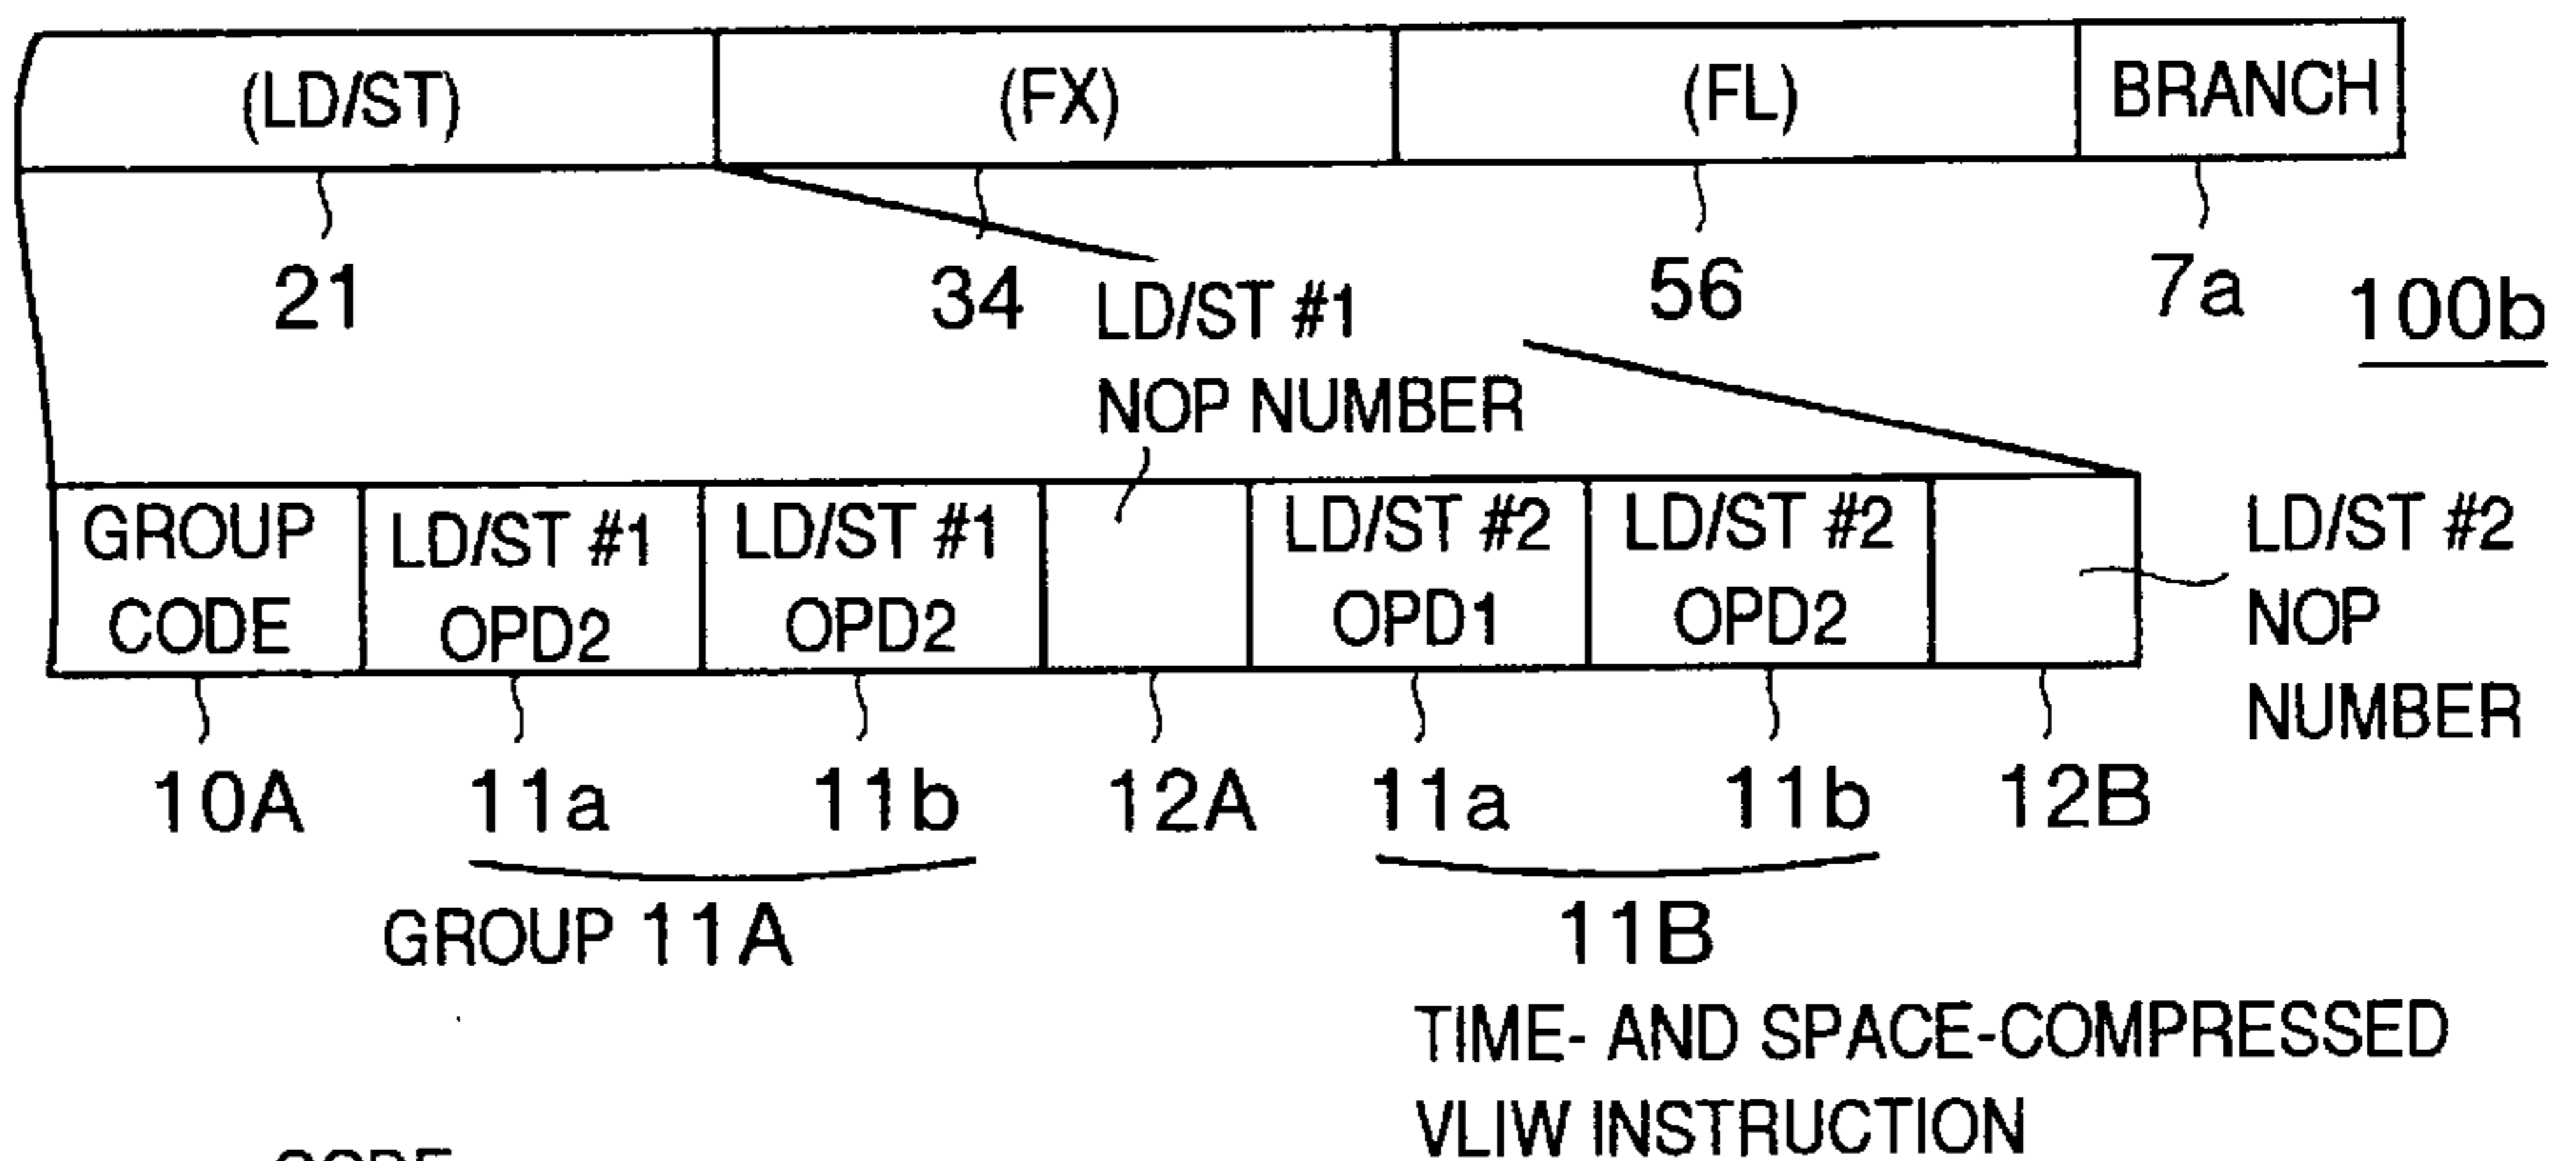 (LD/ST) (FX) (FL) BRANCH
21 34 56 7a
100b
LD/ST #1
NOP NUMBER
GROUP
CODE
LD/ST #1
OPD2
LD/ST #1
OPD2
LD/ST #2
OPD1
LD/ST #2
OPD2
LD/ST #2
NOP
NUMBER
10A 11a 11b 12A 11a 11b 12B
GROUP 11A 11B
TIME- AND SPACE-COMPRESSED
VLIW INSTRUCTION